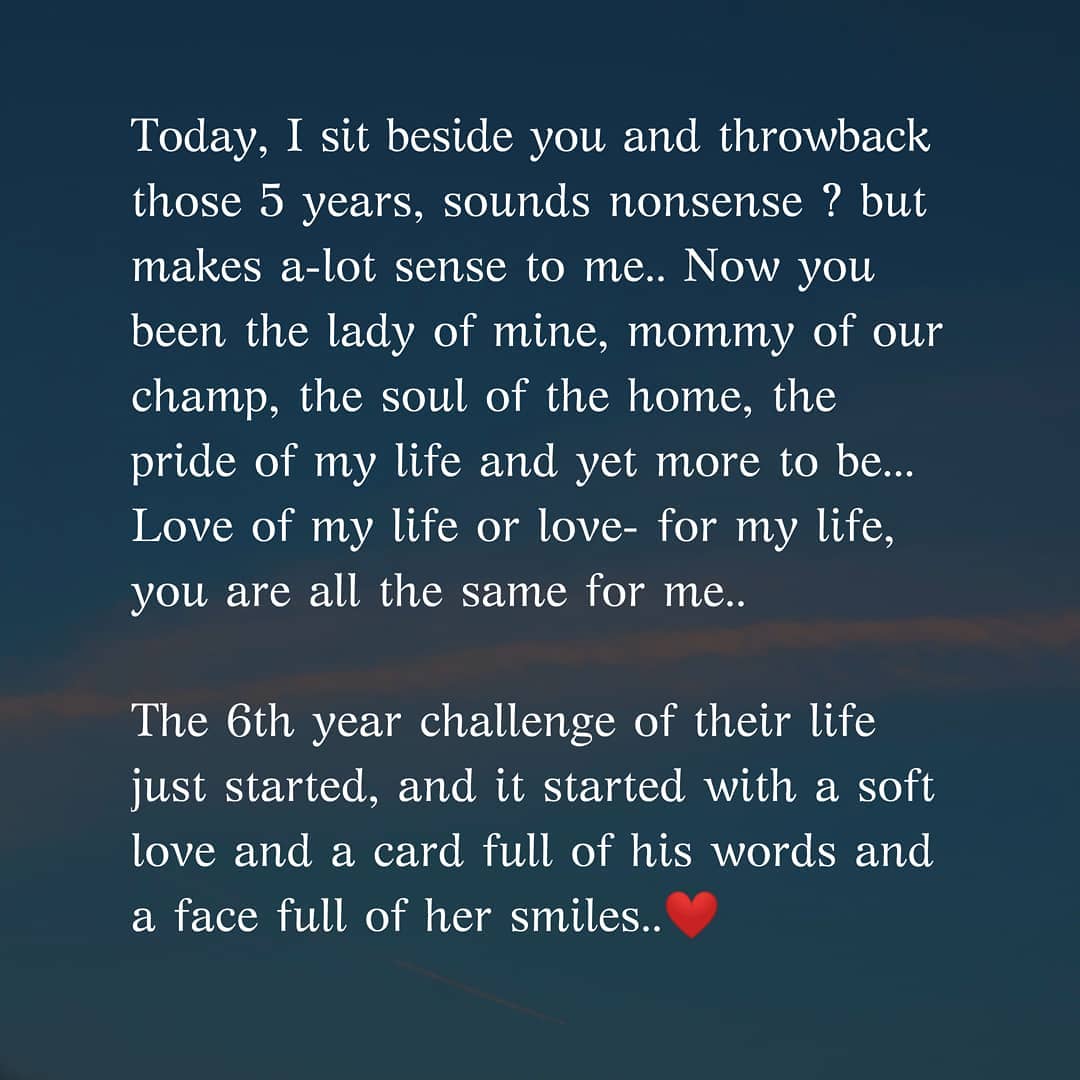 Today, I sit beside you and throwback
those 5 years, sounds nonsense ? but
makes a-lot sense to me.. Now you
been the lady of mine, mommy of our
champ, the soul of the home, the
pride of my life and yet more to be...
Love of my life or love- for my life,
you are all the same for me..
The 6th year challenge of their life
just started, and it started with a soft
love and a card full of his words and
a face full of her smiles..❤️